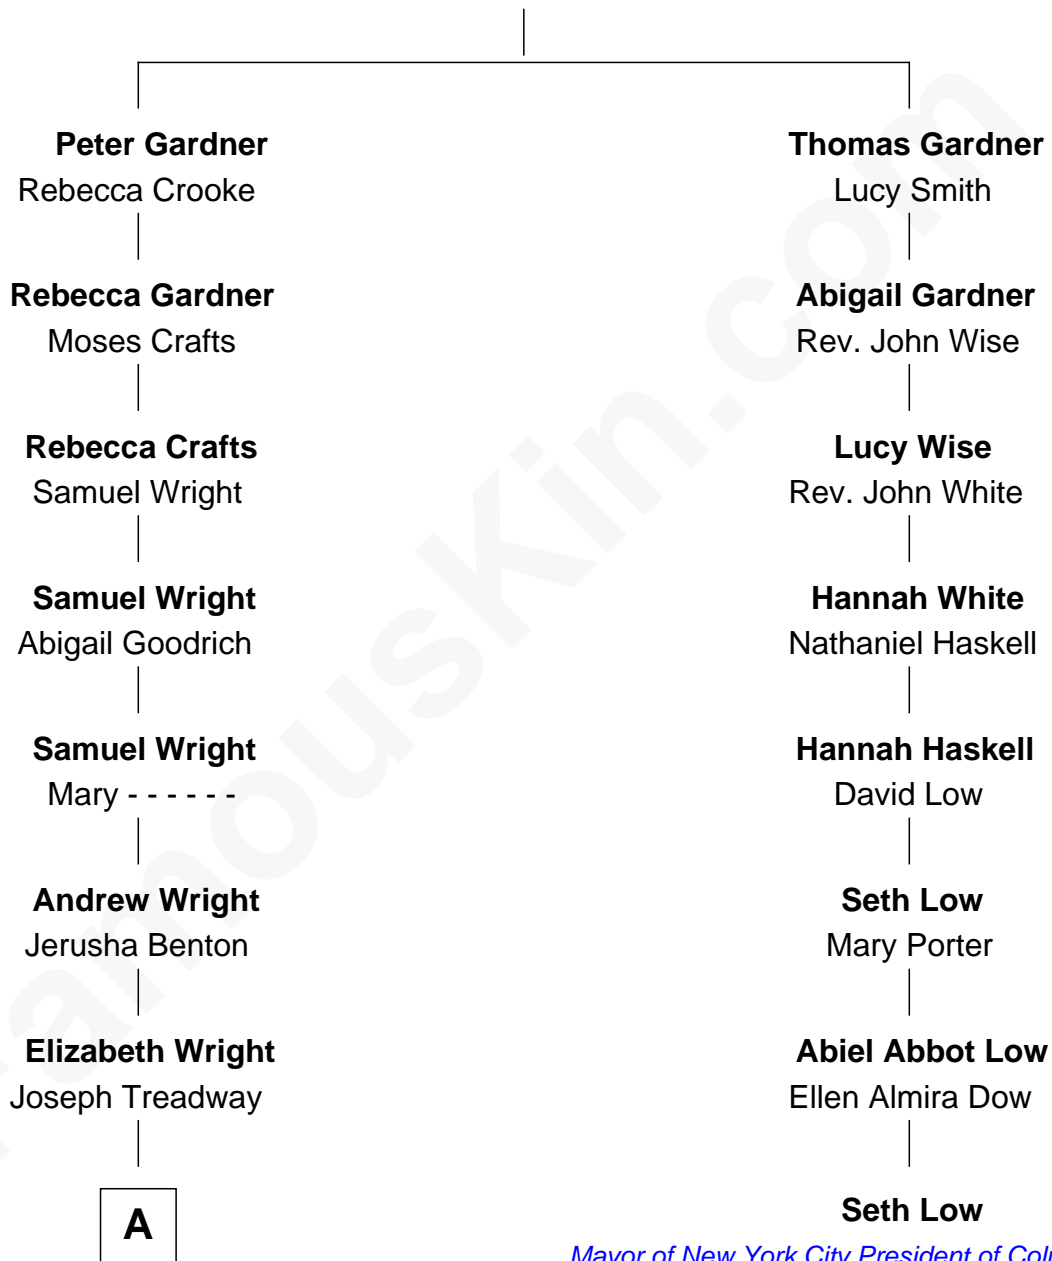 Peter Gardner
Rebecca Crooke
Rebecca Gardner
Moses Crafts
Rebecca Crafts
Samuel Wright
Samuel Wright
Abigail Goodrich
Samuel Wright
Mary - - - - - -
Andrew Wright
Jerusha Benton
Elizabeth Wright
Joseph Treadway
A
Thomas Gardner
Lucy Smith
Abigail Gardner
Rev. John Wise
Lucy Wise
Rev. John White
Hannah White
Nathaniel Haskell
Hannah Haskell
David Low
Seth Low
Mary Porter
Abiel Abbot Low
Ellen Almira Dow
Seth Low
Mayor of New York City President of
FamousKin.com